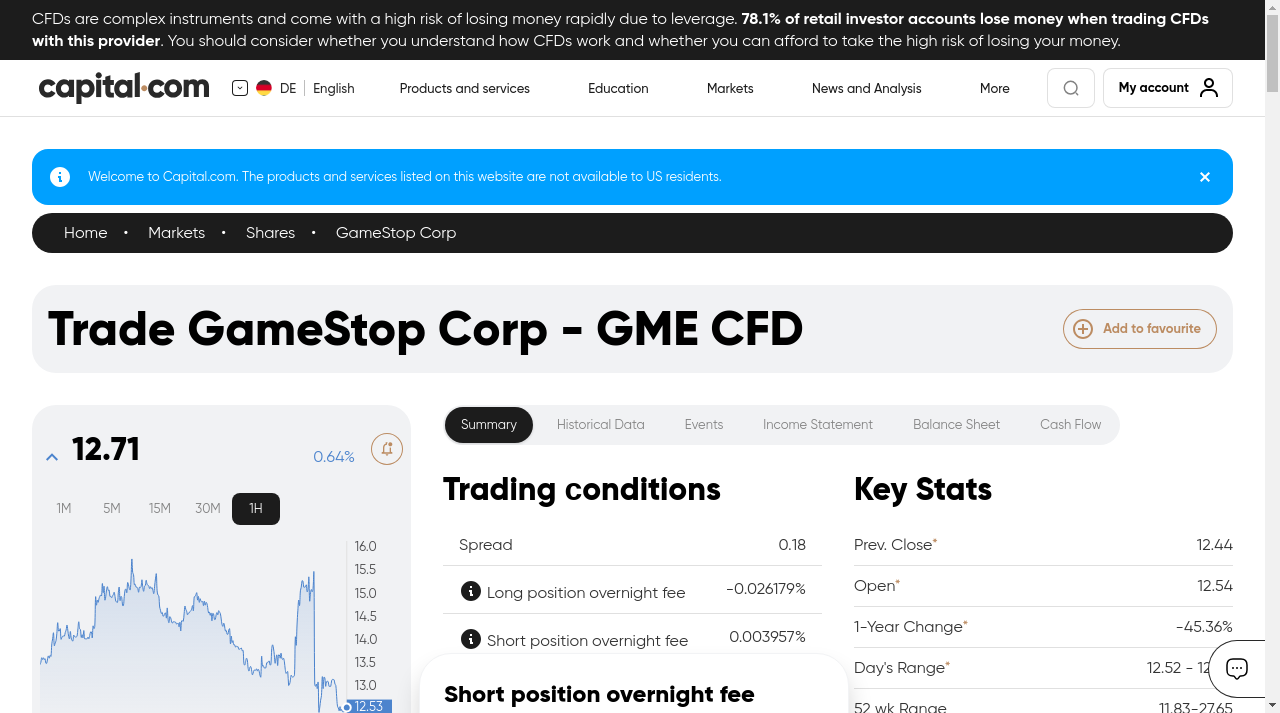 CFDs are complex instruments and come with a high risk of losing money rapidly due to leverage. 78.1% of retail investor accounts lose money when trading CFDs
with this provider. You should consider whether you understand how CFDs work and whether you can afford to take the high risk of losing your money.
capital.com
DE English
Products and services
Education
Markets
News and Analysis
More
My account
Welcome to Capital.com. The products and services listed on this website are not available to US residents.
Home • Markets • Shares • GameStop Corp
Trade GameStop Corp - GME CFD
Add to favourite
12.71
0.64%
1M 5M 15M 30M 1H
16.0
15.5
15.0
14.5
14.0
13.5
13.0
12.53
Summary Historical Data Events Income Statement Balance Sheet Cash Flow
Trading conditions
Spread 0.18
Long position overnight fee -0.026179%
Short position overnight fee 0.003957%
Short position overnight fee
Key Stats
Prev. Close* 12.44
Open* 12.54
1-Year Change* -45.36%
Day's Range* 12.52 - 12
52 wk Range 11.83-27.65